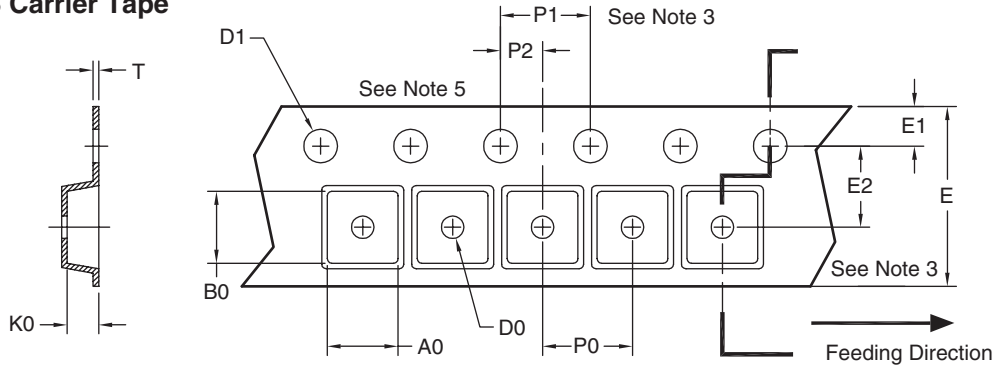 Carrier Tape
P1
See Note 3
D1
P2
T
See Note 5
E1
E2
E
See Note 3
B0
K0
D0
A0
P0
Feeding Direction